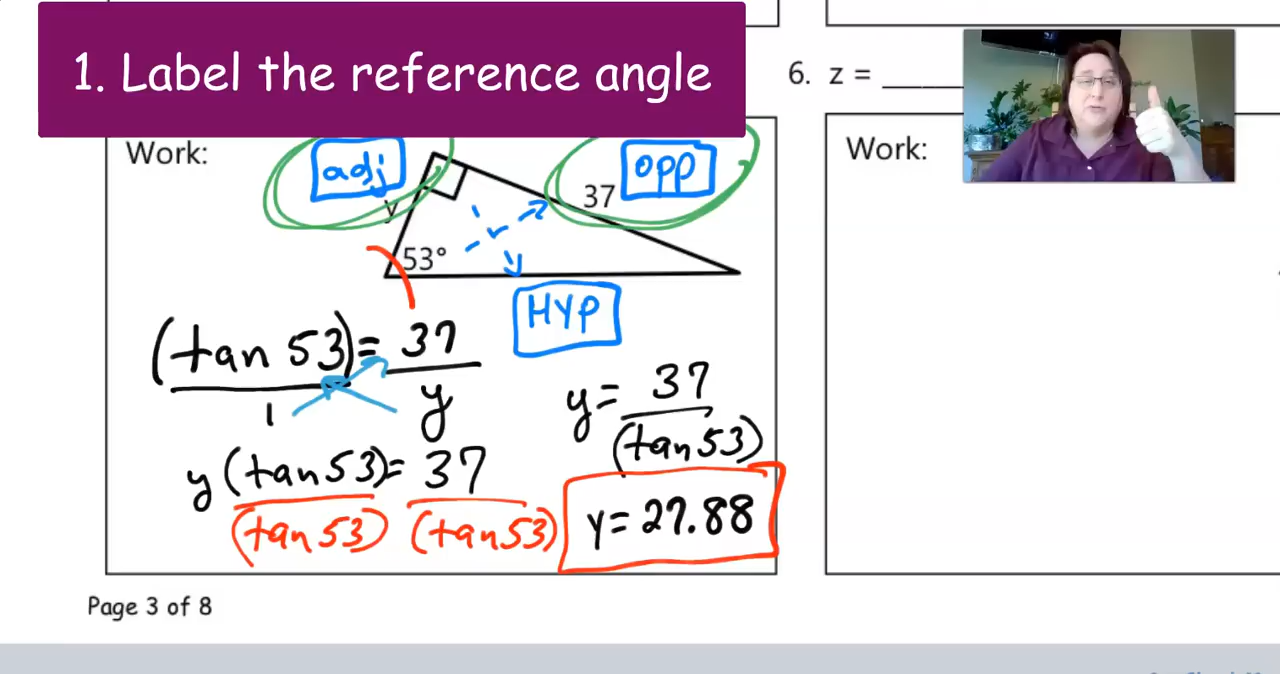 1. Label the reference angle
6. z = ______
Work:
adj
opp
Work:
y
37
53°
HYP
(tan 53) = 37
1 y
y = 37
(tan 53)
y (tan 53) = 37
(tan 53) (tan 53)
y = 27.88
Page 3 of 8